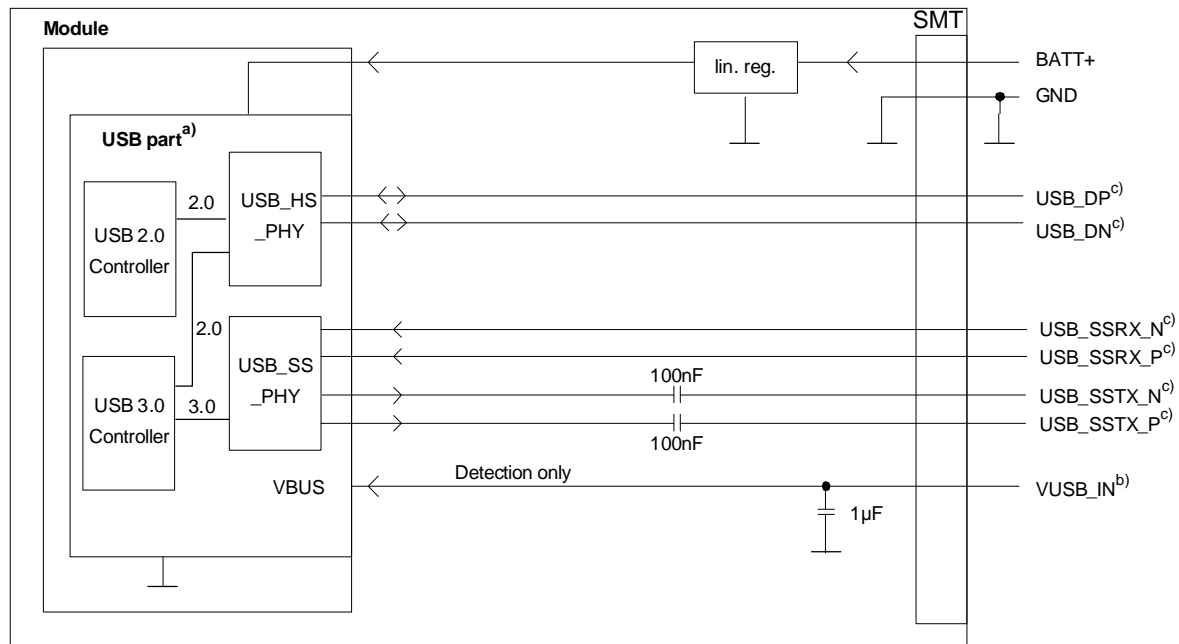 Module
SMT
lin. reg.
BATT+
GND
USB part^a)
2.0
USB_HS
_PHY
USB_DP^c)
USB_DN^c)
USB 2.0
Controller
2.0
USB_SS
_PHY
USB_SSRX_N^c)
USB_SSRX_P^c)
100nF
USB_SSTX_N^c)
USB 3.0
Controller
3.0
100nF
USB_SSTX_P^c)
VBUS
Detection only
VUSB_IN^b)
1µF